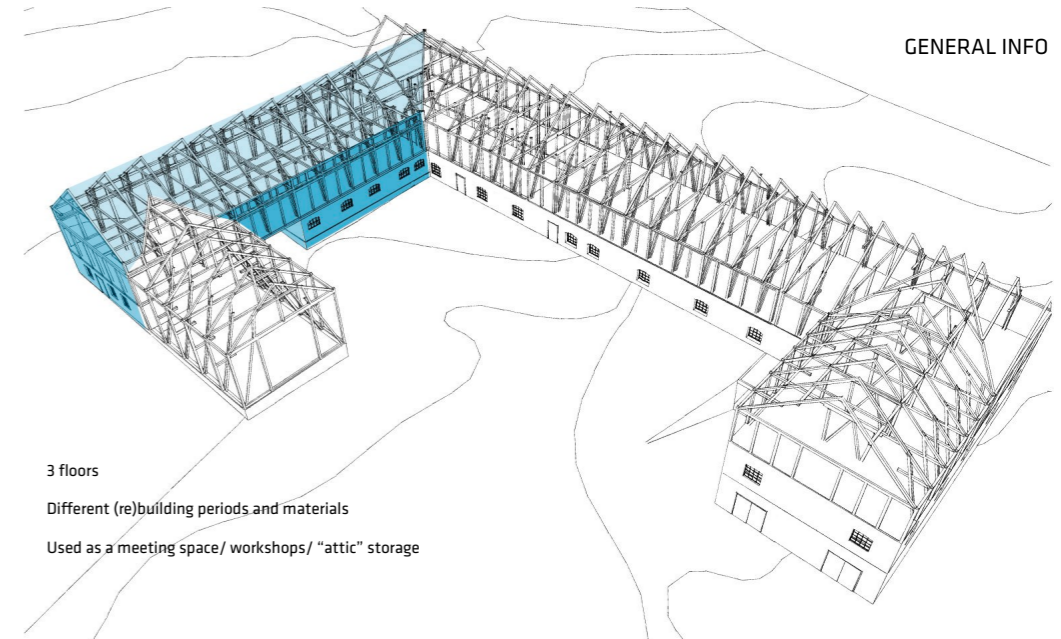 GENERAL INFO
3 floors
Different (re)building periods and materials
Used as a meeting space/ workshops/ “attic” storage